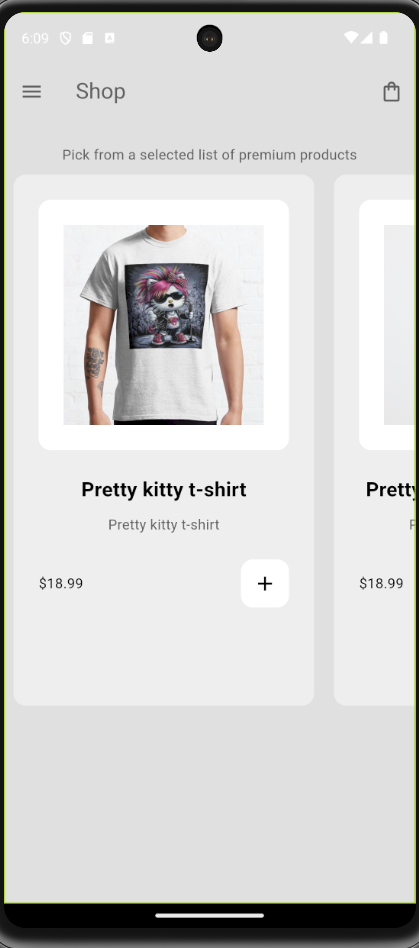 6:09
Shop
Pick from a selected list of premium products
Pretty kitty t-shirt
Pretty kitty t-shirt
$18.99
+
Pretty
$18.99